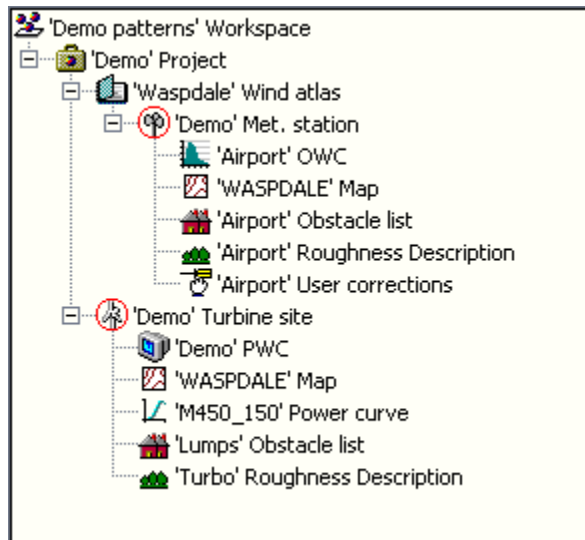 'Demo patterns' Workspace
'Demo' Project
'Waspdale' Wind atlas
'Demo' Met. station
'Airport' OWC
'WASPDALE' Map
'Airport' Obstacle list
'Airport' Roughness Description
'Airport' User corrections
'Demo' Turbine site
'Demo' PWC
'WASPDALE' Map
'M450_150' Power curve
'Lumps' Obstacle list
'Turbo' Roughness Description